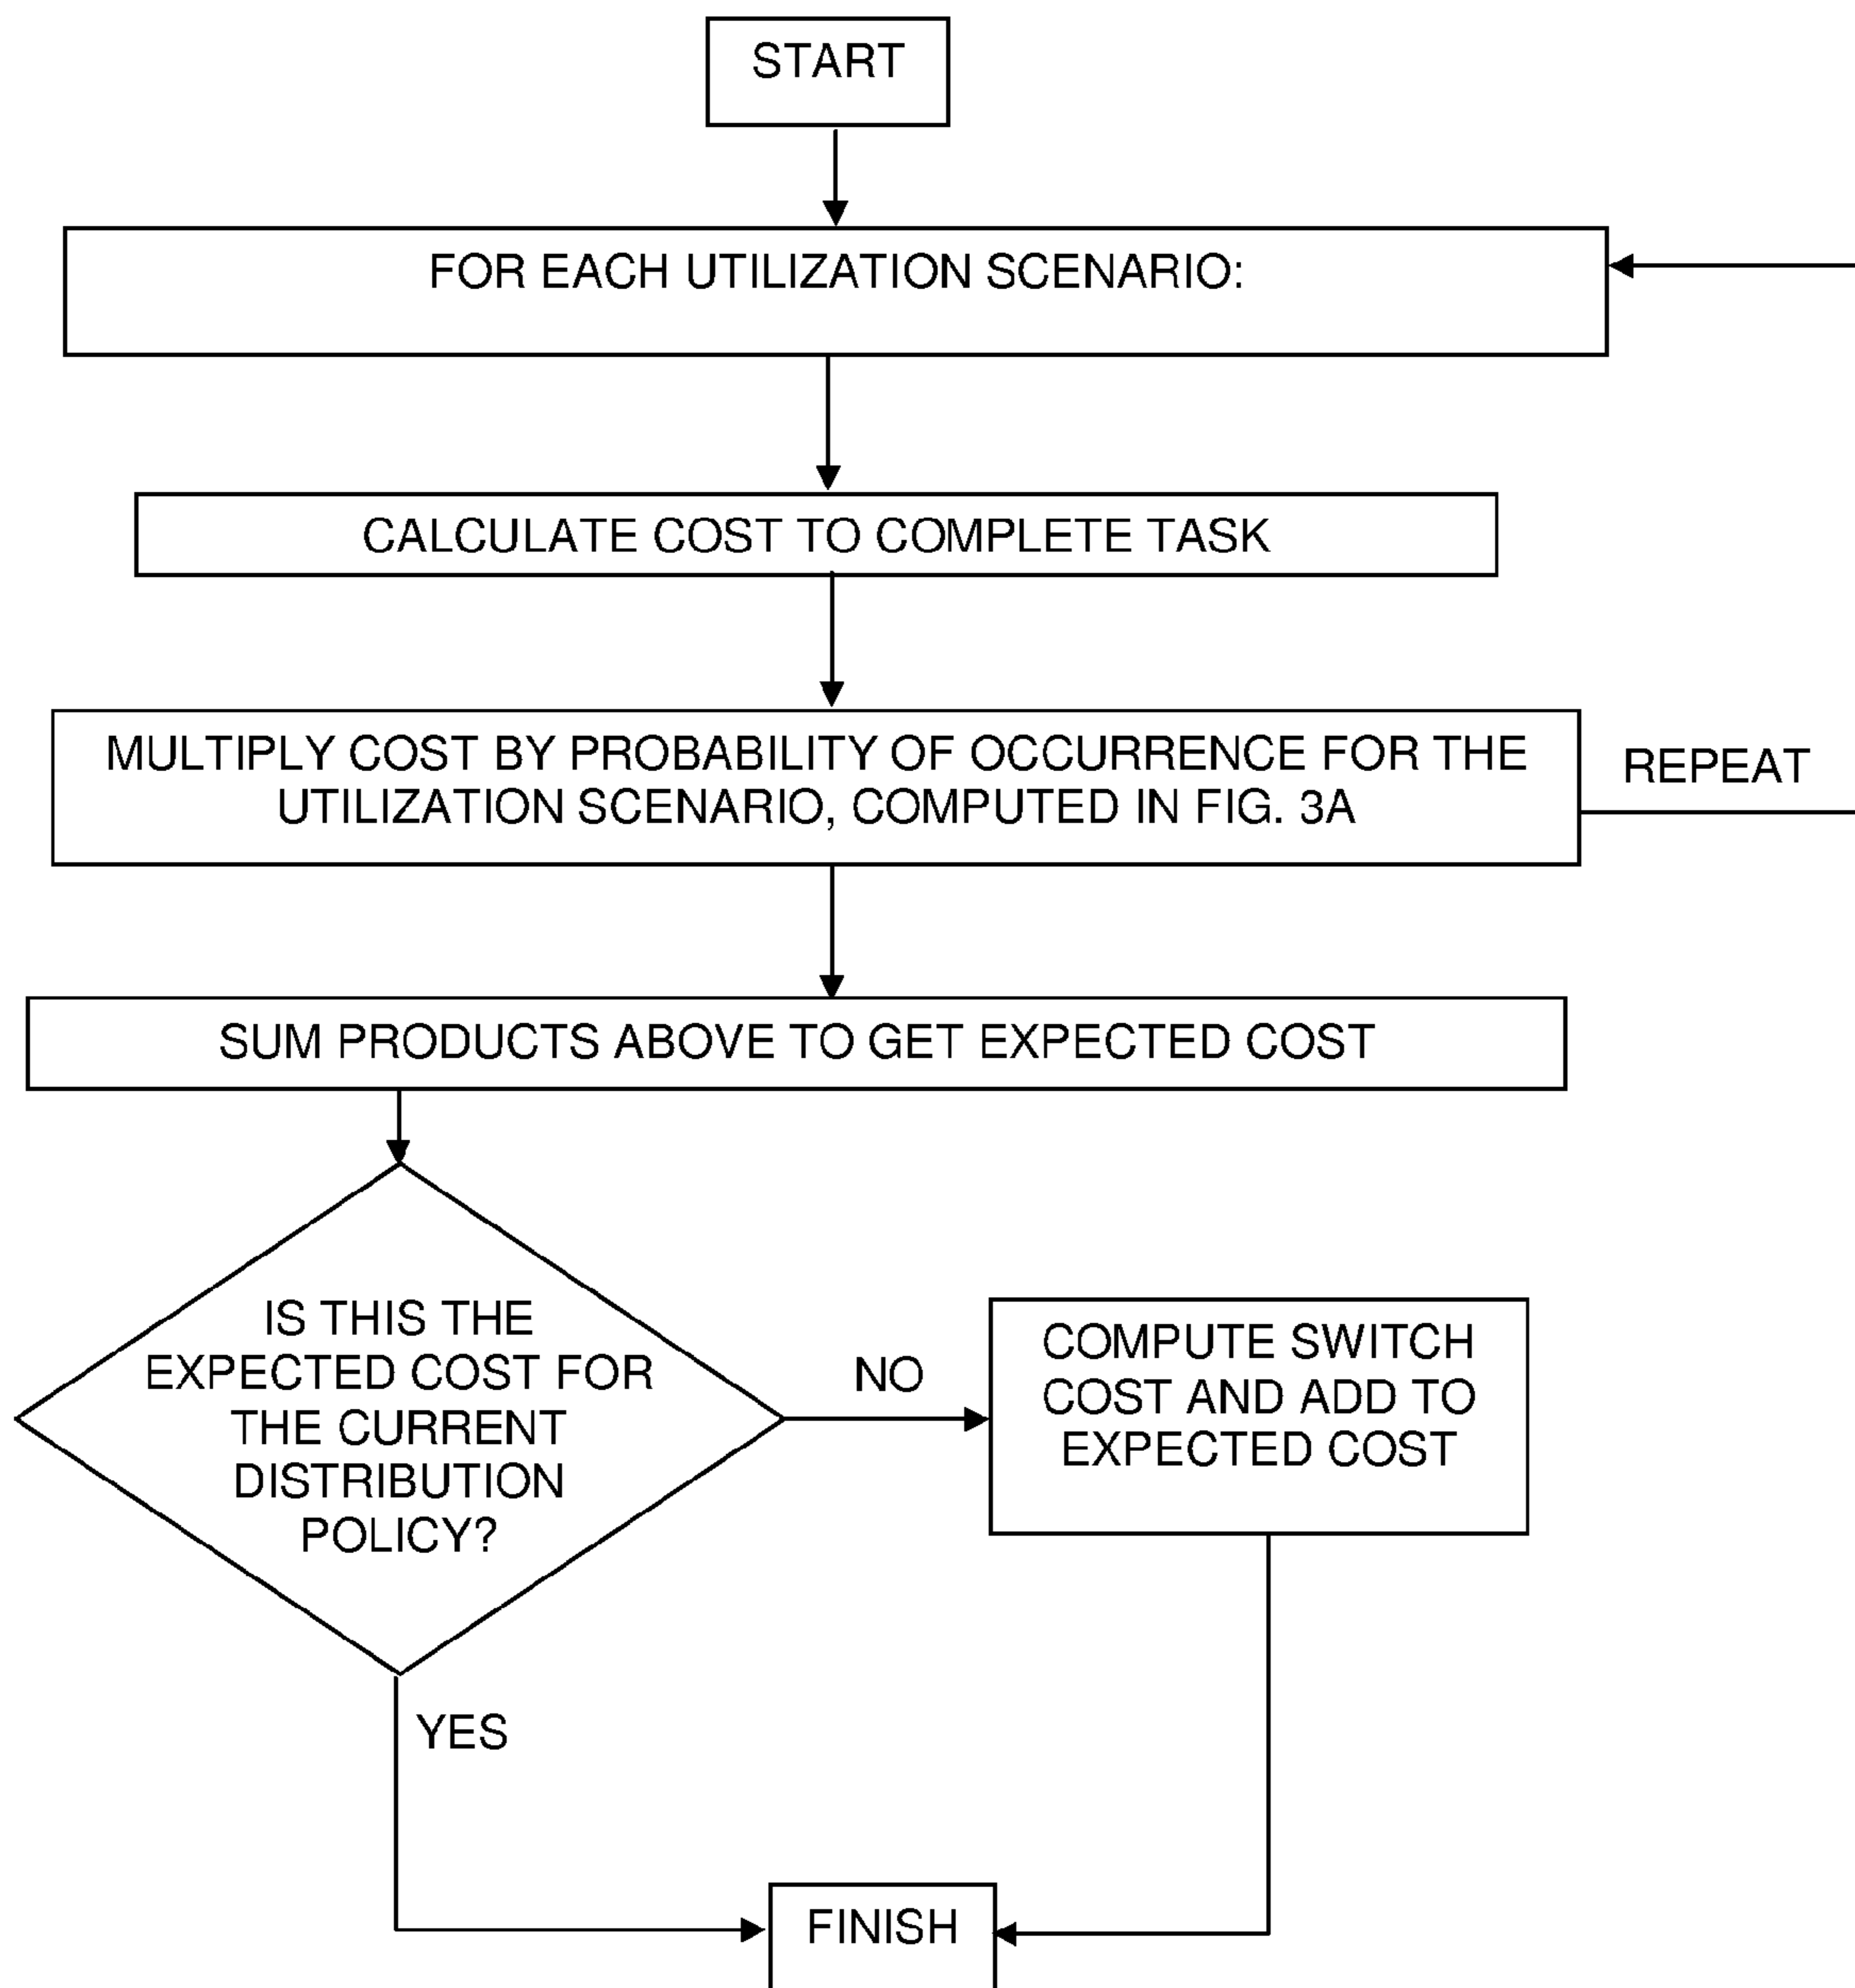 START
FOR EACH UTILIZATION SCENARIO:
CALCULATE COST TO COMPLETE TASK
MULTIPLY COST BY PROBABILITY OF OCCURRENCE FOR THE
UTILIZATION SCENARIO, COMPUTED IN FIG. 3A
REPEAT
SUM PRODUCTS ABOVE TO GET EXPECTED COST
IS THIS THE
EXPECTED COST FOR
THE CURRENT
DISTRIBUTION
POLICY?
NO
COMPUTE SWITCH
COST AND ADD TO
EXPECTED COST
YES
FINISH